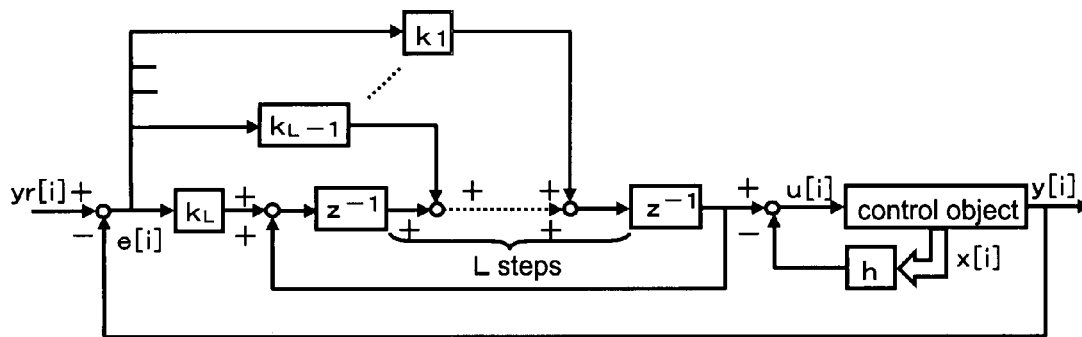 k1
kL-1
yr[i] +
-
e[i]
kL
+
+
z⁻¹
+
+
+
+
z⁻¹
L steps
+
-
u[i]
control object
y[i]
h
x[i]